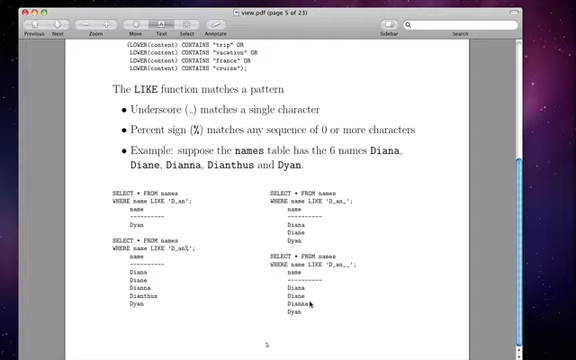 view.pdf (page 5 of 23)
Previous Next Zoom Move Text Select Annotate Sidebar Search
(LOWER(content) CONTAINS "trip" OR
(LOWER(content) CONTAINS "vacation" OR
(LOWER(content) CONTAINS "france" OR
(LOWER(content) CONTAINS "cruise");
The LIKE function matches a pattern
• Underscore (_) matches a single character
• Percent sign (%) matches any sequence of 0 or more characters
• Example: suppose the names table has the 6 names Diana,
Diane, Dianna, Dianthus and Dyan.
SELECT * FROM names
WHERE name LIKE 'D_an';
name
----------
Dyan
SELECT * FROM names
WHERE name LIKE 'D_an%';
name
----------
Diana
Diane
Dianna
Dianthus
Dyan
SELECT * FROM names
WHERE name LIKE 'D_an_';
name
----------
Diana
Diane
Dyan
SELECT * FROM names
WHERE name LIKE 'D_an__';
name
----------
Diana
Diane
Dianna
Dyan
5